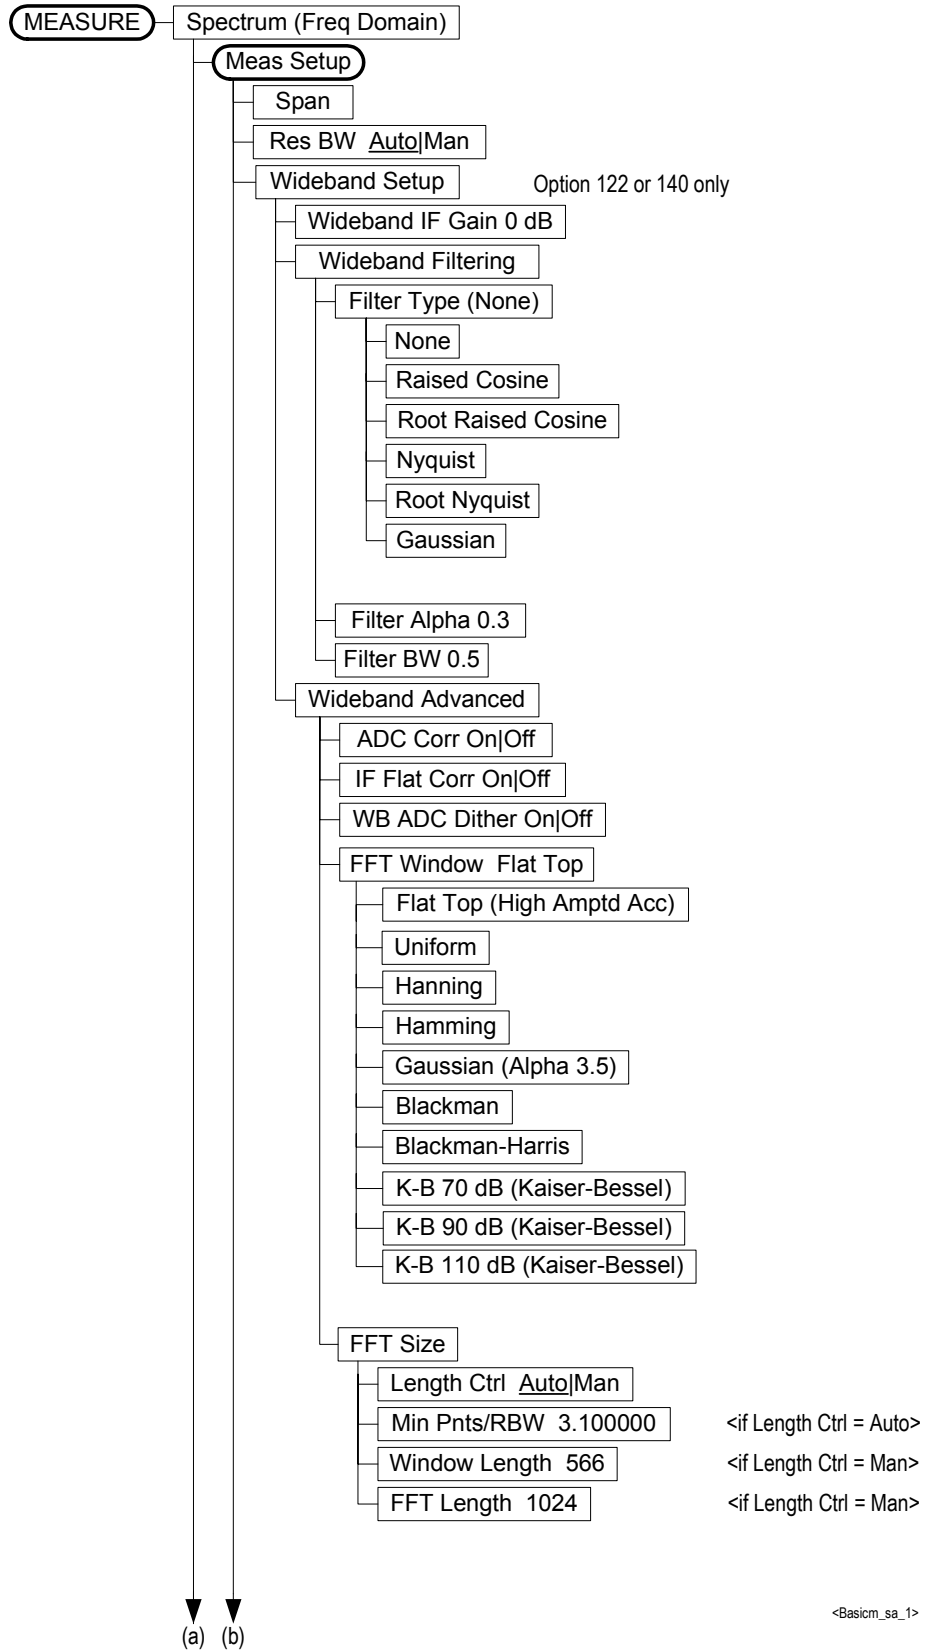 MEASURE Spectrum (Freq Domain)
Meas Setup
Span
Res BW Auto|Man
Wideband Setup Option 122 or 140 only
Wideband IF Gain 0 dB
Wideband Filtering
Filter Type (None)
None
Raised Cosine
Root Raised Cosine
Nyquist
Root Nyquist
Gaussian
Filter Alpha 0.3
Filter BW 0.5
Wideband Advanced
ADC Corr On|Off
IF Flat Corr On|Off
WB ADC Dither On|Off
FFT Window Flat Top
Flat Top (High Amptd Acc)
Uniform
Hanning
Hamming
Gaussian (Alpha 3.5)
Blackman
Blackman-Harris
K-B 70 dB (Kaiser-Bessel)
K-B 90 dB (Kaiser-Bessel)
K-B 110 dB (Kaiser-Bessel)
FFT Size
Length Ctrl Auto|Man
Min Pnts/RBW 3.100000 <if Length Ctrl = Auto>
Window Length 566 <if Length Ctrl = Man>
FFT Length 1024 <if Length Ctrl = Man>
<Basicm_sa_1>
(a) (b)